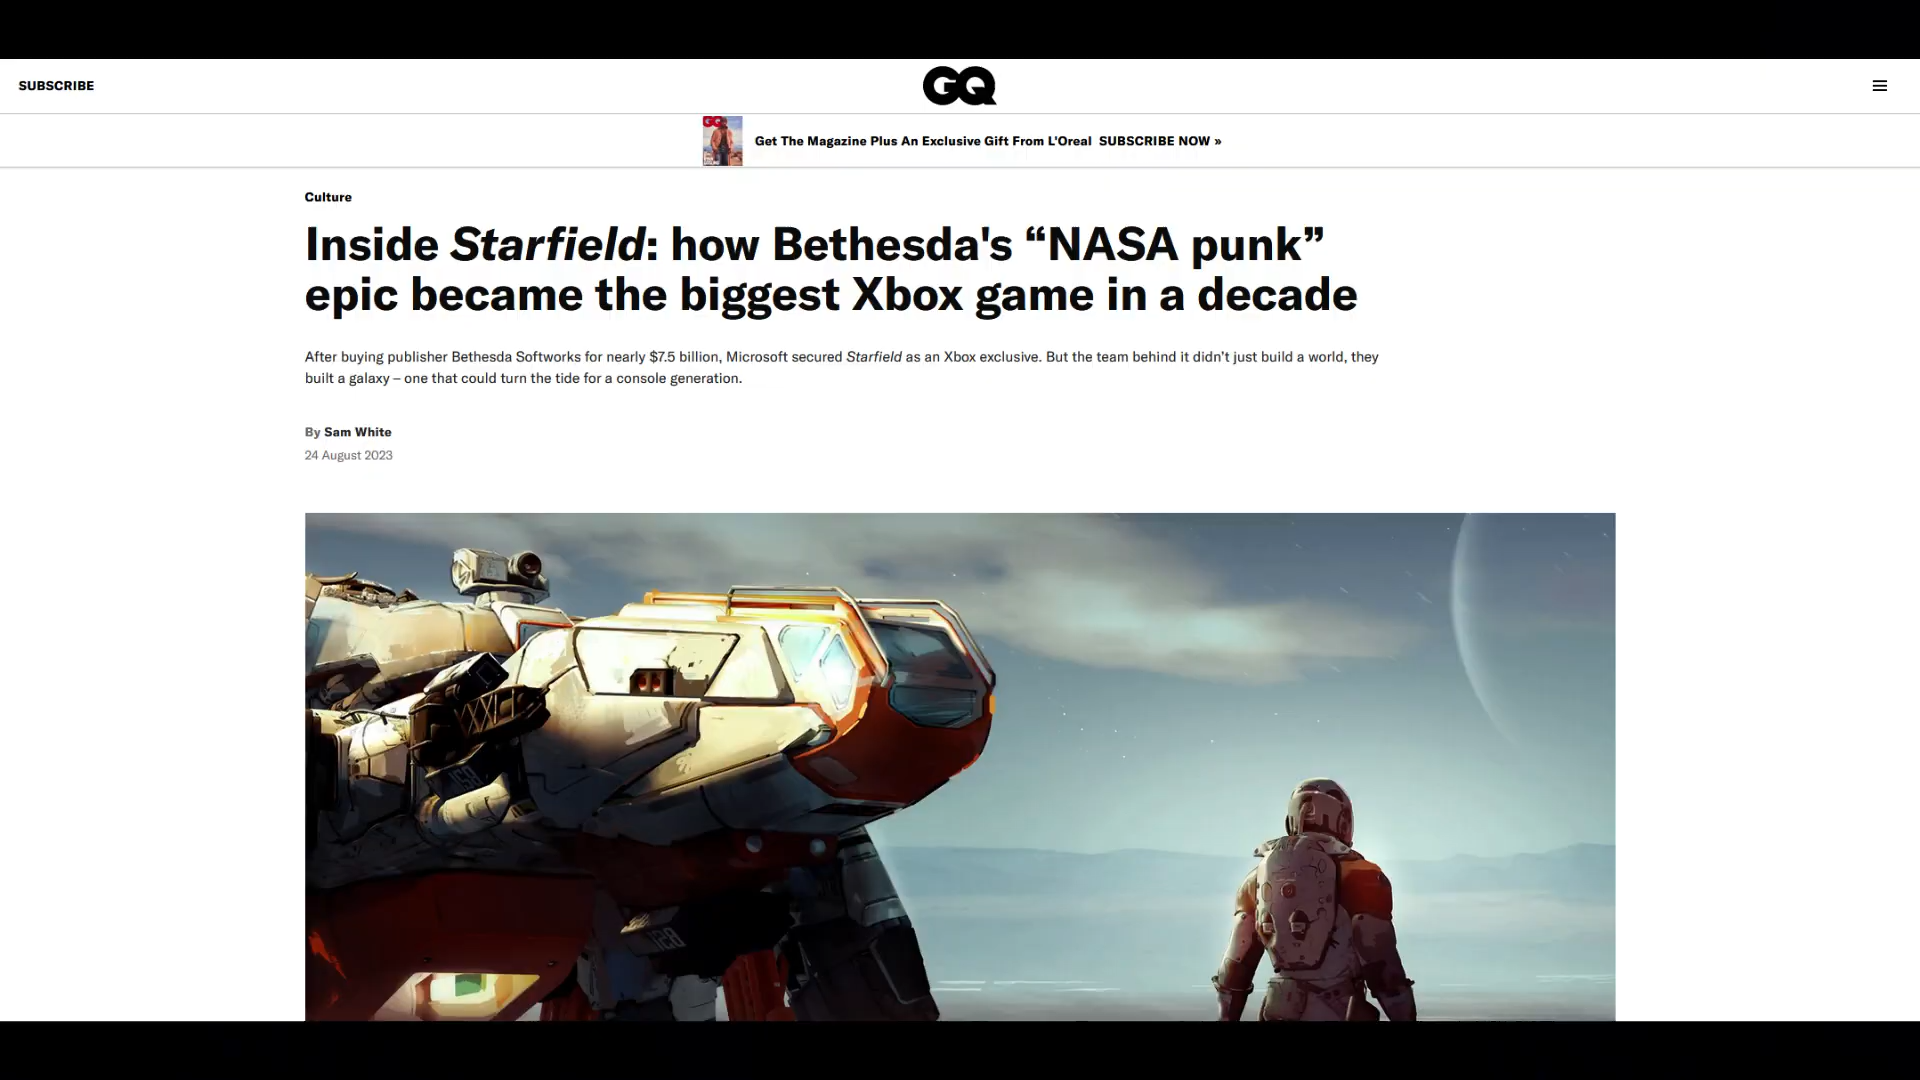 SUBSCRIBE
GQ
GQ
Get The Magazine Plus An Exclusive Gift From L'Oreal SUBSCRIBE NOW »
Culture
Inside Starfield: how Bethesda's “NASA punk”
epic became the biggest Xbox game in a decade
After buying publisher Bethesda Softworks for nearly $7.5 billion, Microsoft secured Starfield as an Xbox exclusive. But the team behind it didn't just build a world, they
built a galaxy – one that could turn the tide for a console generation.
By Sam White
24 August 2023